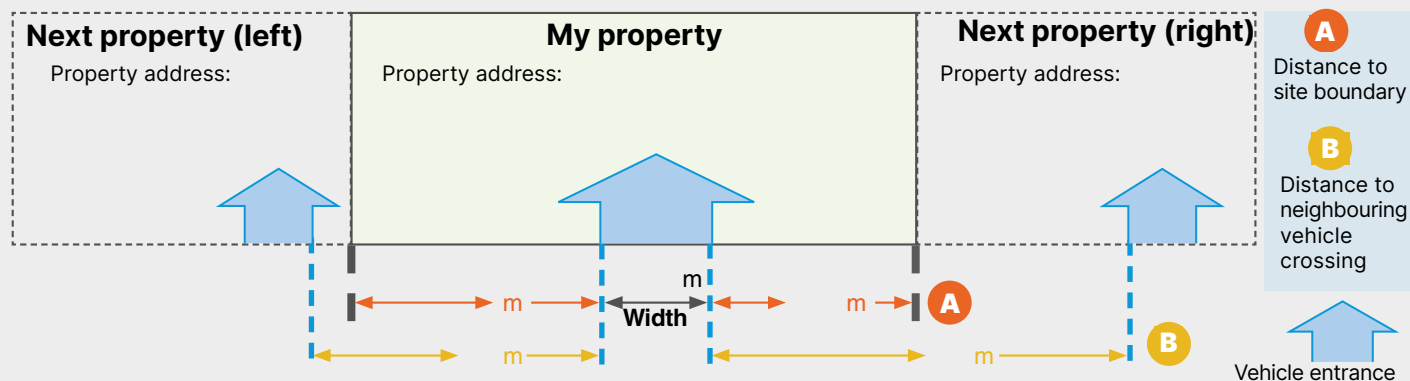 Next property (left)
Property address:
My property
Property address:
Next property (right)
Property address:
A
Distance to
site boundary
B
Distance to
neighbouring
vehicle
crossing
m
m
Width
m
A
m
m
B
Vehicle entrance